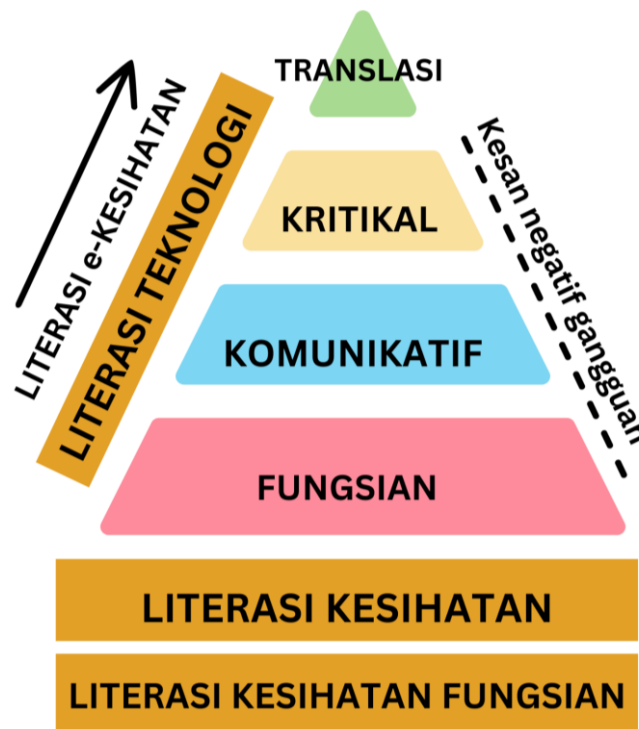 TRANSLASI
LITERASI e-KESIHATAN
LITERASI TEKNOLOGI
Kesan negatif gangguan
KRITIKAL
KOMUNIKATIF
FUNGSIAN
LITERASI KESIHATAN
LITERASI KESIHATAN FUNGSIAN